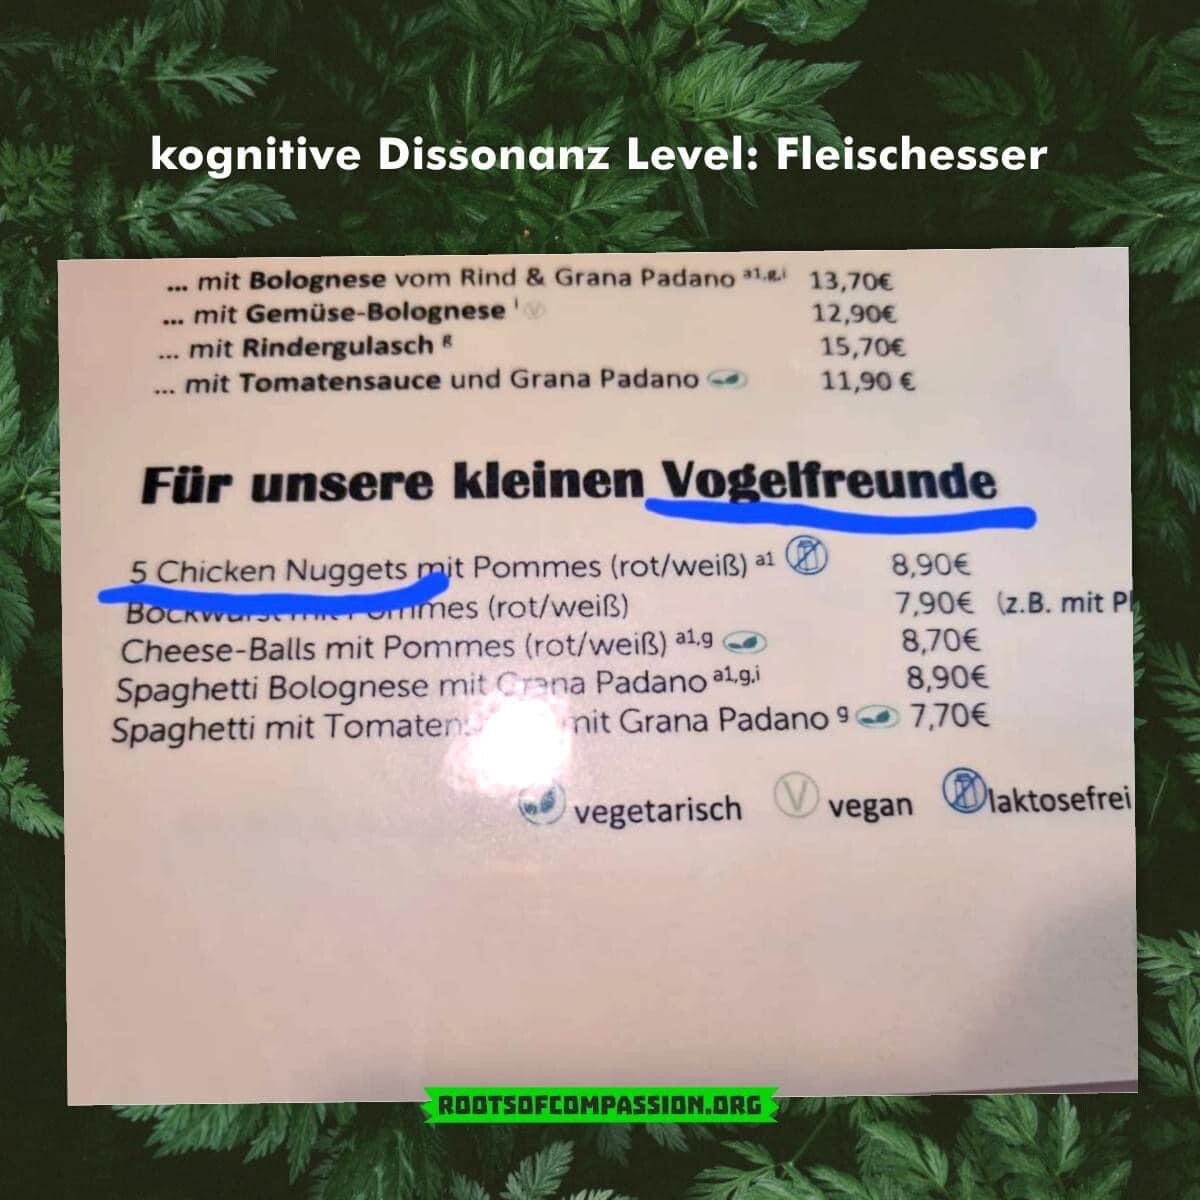 kognitive Dissonanz Level: Fleischesser
... mit Bolognese vom Rind & Grana Padano a1,g,i 13,70€
... mit Gemüse-Bolognese i Ⓥ 12,90€
... mit Rindergulasch g 15,70€
... mit Tomatensauce und Grana Padano 11,90 €
Für unsere kleinen Vogelfreunde
5 Chicken Nuggets mit Pommes (rot/weiß) a1 8,90€
Bockwurst mit Pommes (rot/weiß) 7,90€ (z.B. mit
Cheese-Balls mit Pommes (rot/weiß) a1,g 8,70€
Spaghetti Bolognese mit Grana Padano a1,g,i 8,90€
Spaghetti mit mit Grana Padano g 7,70€
vegetarisch V vegan laktosefrei
ROOTSOFCOMPASSION.ORG